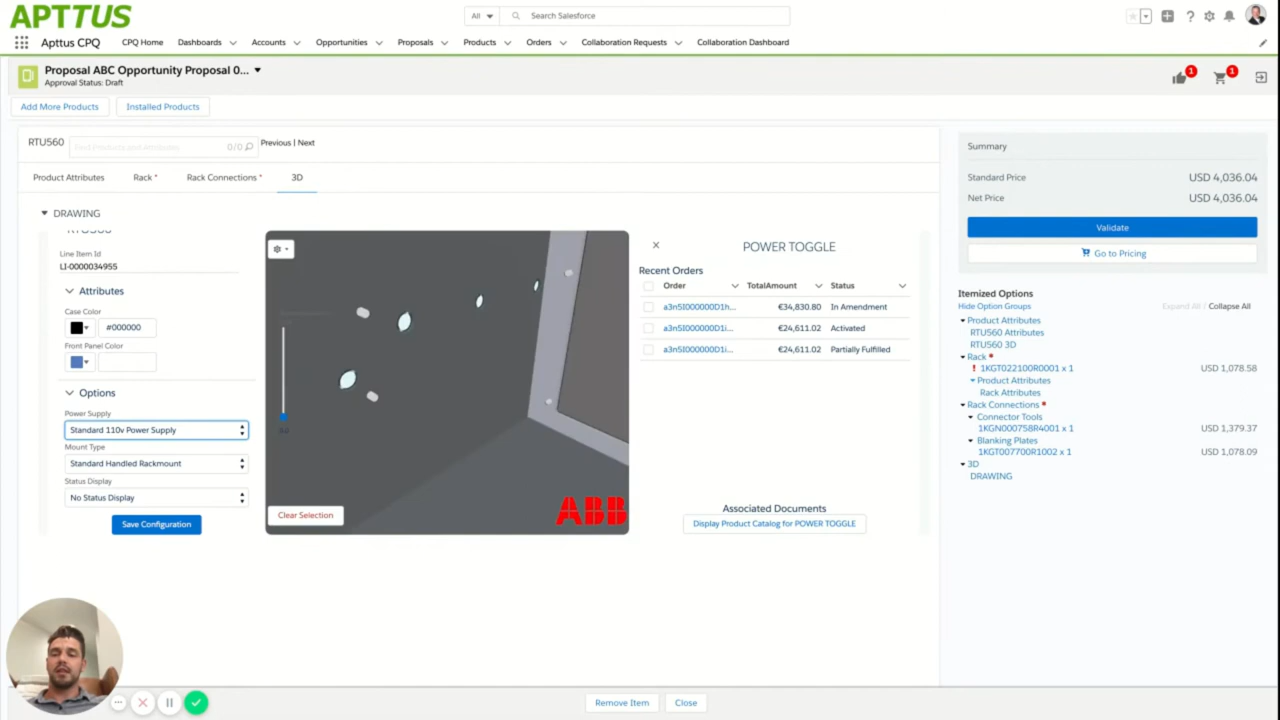 APTTUS
All
Search Salesforce
Apttus CPQ
CPQ Home
Dashboards
Accounts
Opportunities
Proposals
Products
Orders
Collaboration Requests
Collaboration Dashboard
Proposal ABC Opportunity Proposal 0...
Approval Status: Draft
1
1
Add More Products
Installed Products
RTU560
Find Products and Attributes
0/0
Previous | Next
Product Attributes
Rack *
Rack Connections *
3D
DRAWING
Line Item Id
LI-0000034955
Attributes
Case Color
#000000
Front Panel Color
Options
Power Supply
Standard 110v Power Supply
Mount Type
Standard Handled Rackmount
Status Display
No Status Display
Save Configuration
Clear Selection
ABB
POWER TOGGLE
Recent Orders
Order TotalAmount Status
a3n5I000000D1h... €34,830.80 In Amendment
a3n5I000000D1i... €24,611.02 Activated
a3n5I000000D1i... €24,611.02 Partially Fulfilled
Associated Documents
Display Product Catalog for POWER TOGGLE
Summary
Standard Price USD 4,036.04
Net Price USD 4,036.04
Validate
Go to Pricing
Itemized Options
Hide Option Groups
Expand All / Collapse All
Product Attributes
RTU560 Attributes
RTU560 3D
Rack *
! 1KGT022100R0001 x 1 USD 1,078.58
Product Attributes
Rack Attributes
Rack Connections *
Connector Tools
1KGN000758R4001 x 1 USD 1,379.37
Blanking Plates
1KGT007700R1002 x 1 USD 1,078.09
3D
DRAWING
Remove Item
Close